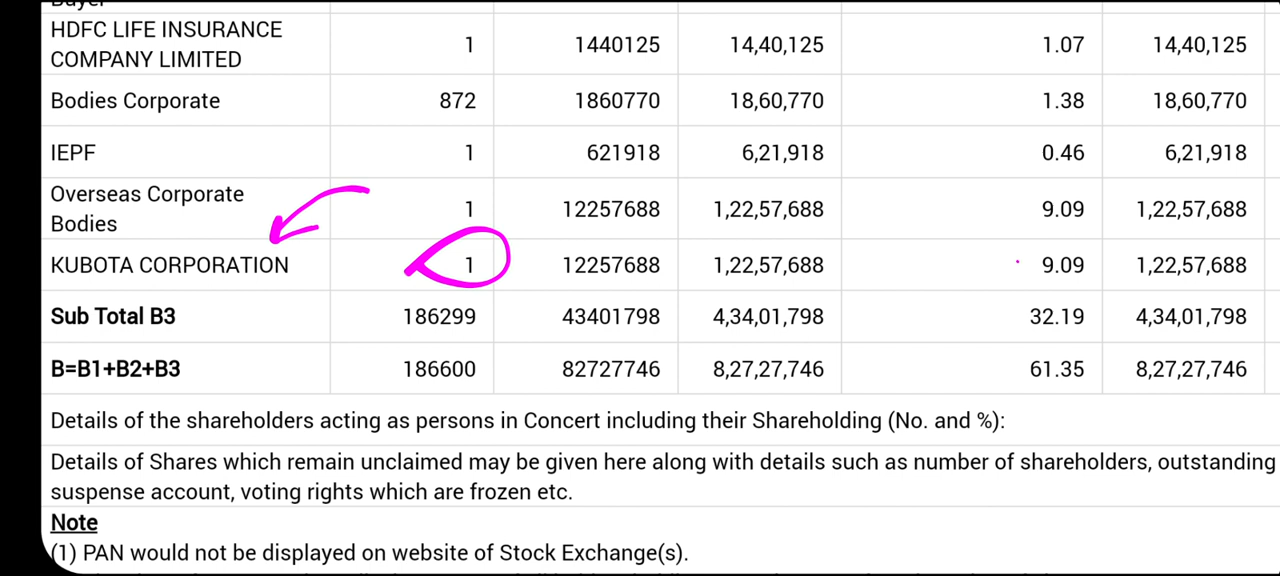 HDFC LIFE INSURANCE
COMPANY LIMITED 1 1440125 14,40,125 1.07 14,40,125
Bodies Corporate 872 1860770 18,60,770 1.38 18,60,770
IEPF 1 621918 6,21,918 0.46 6,21,918
Overseas Corporate
Bodies 1 12257688 1,22,57,688 9.09 1,22,57,688
KUBOTA CORPORATION 1 12257688 1,22,57,688 9.09 1,22,57,688
Sub Total B3 186299 43401798 4,34,01,798 32.19 4,34,01,798
B=B1+B2+B3 186600 82727746 8,27,27,746 61.35 8,27,27,746
Details of the shareholders acting as persons in Concert including their Shareholding (No. and %):
Details of Shares which remain unclaimed may be given here along with details such as number of shareholders, outstanding
suspense account, voting rights which are frozen etc.
Note
(1) PAN would not be displayed on website of Stock Exchange(s).